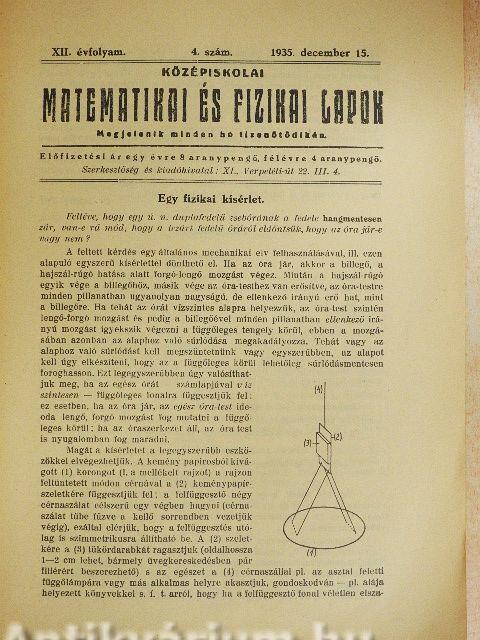 XII. évfolyam. 4. szám. 1935. december 15.
KÖZÉPISKOLAI
MATEMATIKAI ÉS FIZIKAI LAPOK
Megjelenik minden hó tizenötödikén.
Előfizetési ár egy évre 8 aranypengő, félévre 4 aranypengő.
Szerkesztőség és kiadóhivatal: XI., Verpeléti-út 22. III. 4.
Egy fizikai kísérlet.
Feltéve, hogy egy ú. n. duplafedelű zsebórának a fedele hangmentesen
zár, van-e rá mód, hogy a lezárt fedelű óráról eldöntsük, hogy az óra jár-e
vagy nem?
A feltett kérdés egy általános mechanikai elv felhasználásával, ill. ezen
alapuló egyszerű kísérlettel dönthető el. Ha az óra jár, akkor a billegő, a
hajszál-rúgó hatása alatt forgó-lengő mozgást végez. Miután a hajszál-rúgó
egyik vége a billegőhöz, másik vége az óra-testhez van erősítve, az óra-testre
minden pillanatban ugyanolyan nagyságú, de ellenkező irányú erő hat, mint
a billegőre. Ha tehát az órát vízszintes alapra helyezzük, az óra-test szintén
lengő-forgó mozgást és pedig a billegőével minden pillanatban ellenkező irá-
nyú mozgást igyekszik végezni a függőleges tengely körül, ebben a mozgá-
sában azonban az alaphoz való súrlódása megakadályozza. Tehát vagy az
alaphoz való súrlódást kell megszüntetnünk vagy egyszerűbben, az alapot
kell úgy elkészíteni, hogy az a függőleges körül lehetőleg súrlódásmentesen
foroghasson. Ezt legegyszerűbben úgy valósíthat-
juk meg, ha az egész órát számlapjával víz
szintesen — függőleges fonalra függesztjük fel;
ez esetben, ha az óra jár, az egész óra-test ide-
oda lengő, forgó mozgást fog mutatni a függő-
leges körül; ha az óraszerkezet áll, az óra-test
is nyugalomban fog maradni.
Magát a kísérletet a legegyszerűbb eszkö-
zökkel elvégezhetjük. A kemény papirosból kivá-
gott (1) korongot (l. a mellékelt rajzot) a rajzon
feltüntetett módon cérnával a (2) keménypapír-
szeletkére függesztjük fel; a felfüggesztő négy
cérnaszálat célszerű egy végben hagyni (cérna-
szálat tűbe fűzve a kellő sorrendben vezetjük
végig), ezáltal elérjük, hogy a felfüggesztés utó-
lag is szimmetrikusra állítható be. A (2) szelet-
kére a (3) tükördarabkát ragasztjuk (oldalhossza
1—2 cm lehet, bármely üvegkereskedésben pár
fillérért beszerezhető) s az egészet a (4) cérnaszállal pl. az asztal feletti
függőlámpára vagy más alkalmas helyre akasztjuk, gondoskodván — pl. alája
helyezett könyvekkel s. í. t. arról, hogy ha a felfüggesztő fonal véletlen elsza-
(4)
(3)
(2)
(1)